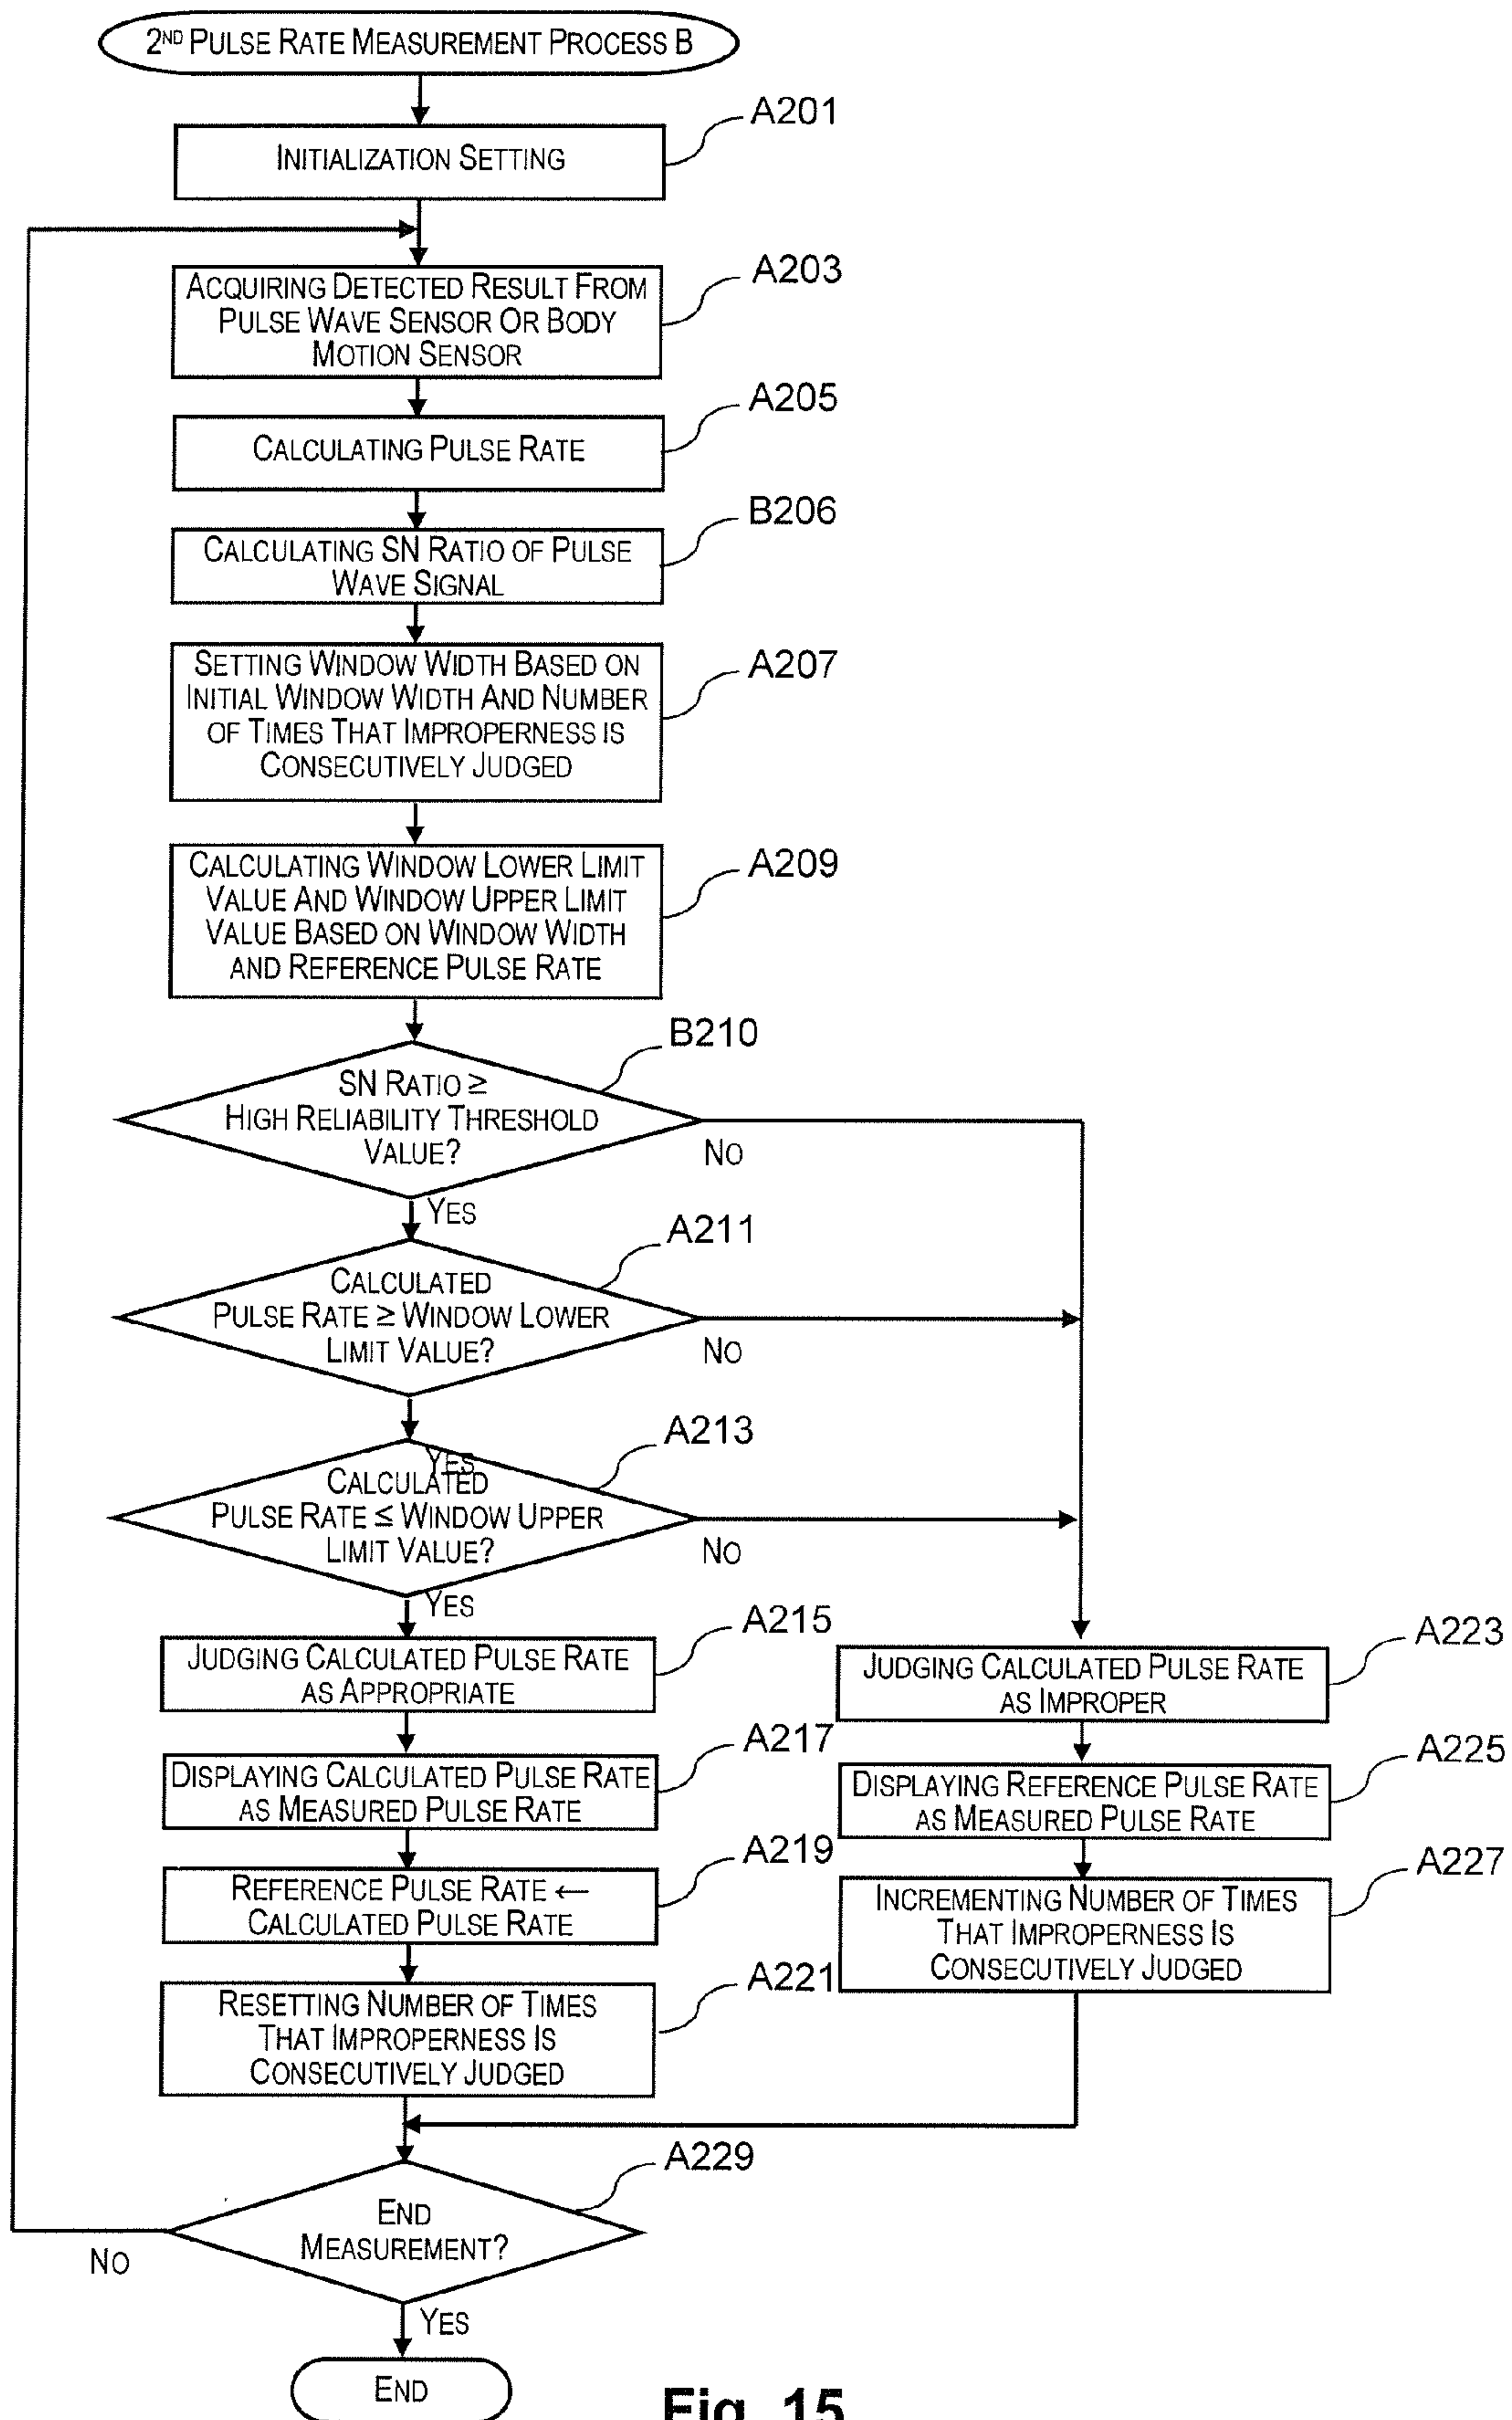 2ND PULSE RATE MEASUREMENT PROCESS B
A201
INITIALIZATION SETTING
A203
ACQUIRING DETECTED RESULT FROM
PULSE WAVE SENSOR OR BODY
MOTION SENSOR
A205
CALCULATING PULSE RATE
B206
CALCULATING SN RATIO OF PULSE
WAVE SIGNAL
A207
SETTING WINDOW WIDTH BASED ON
INITIAL WINDOW WIDTH AND NUMBER
OF TIMES THAT IMPROPERNESS IS
CONSECUTIVELY JUDGED
A209
CALCULATING WINDOW LOWER LIMIT
VALUE AND WINDOW UPPER LIMIT
VALUE BASED ON WINDOW WIDTH
AND REFERENCE PULSE RATE
B210
SN RATIO ≥
HIGH RELIABILITY THRESHOLD
VALUE?
NO
YES
A211
CALCULATED
PULSE RATE ≥ WINDOW LOWER
LIMIT VALUE?
NO
YES
A213
CALCULATED
PULSE RATE ≤ WINDOW UPPER
LIMIT VALUE?
NO
YES
A215
JUDGING CALCULATED PULSE RATE
AS APPROPRIATE
A217
DISPLAYING CALCULATED PULSE RATE
AS MEASURED PULSE RATE
A219
REFERENCE PULSE RATE ←
CALCULATED PULSE RATE
A221
RESETTING NUMBER OF TIMES
THAT IMPROPERNESS IS
CONSECUTIVELY JUDGED
A223
JUDGING CALCULATED PULSE RATE
AS IMPROPER
A225
DISPLAYING REFERENCE PULSE RATE
AS MEASURED PULSE RATE
A227
INCREMENTING NUMBER OF TIMES
THAT IMPROPERNESS IS
CONSECUTIVELY JUDGED
A229
END
MEASUREMENT?
NO
YES
END
Fig. 15